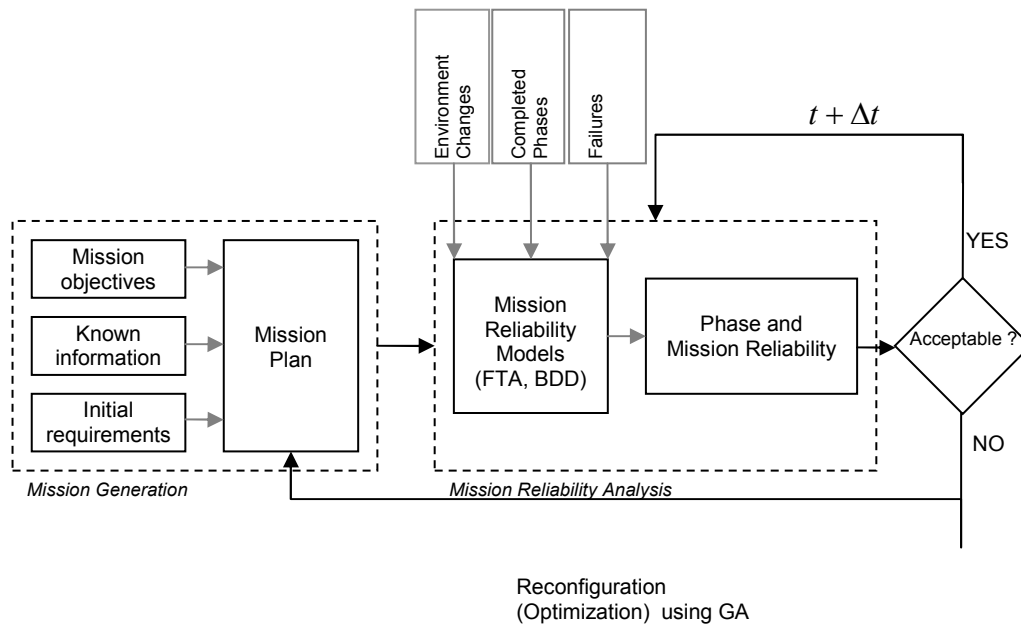 Environment
Changes
Completed
Phases
Failures
t + Δt
YES
Mission
objectives
Known
information
Initial
requirements
Mission
Plan
Mission
Reliability
Models
(FTA, BDD)
Phase and
Mission Reliability
Acceptable ?
NO
Mission Generation
Mission Reliability Analysis
Reconfiguration
(Optimization) using GA